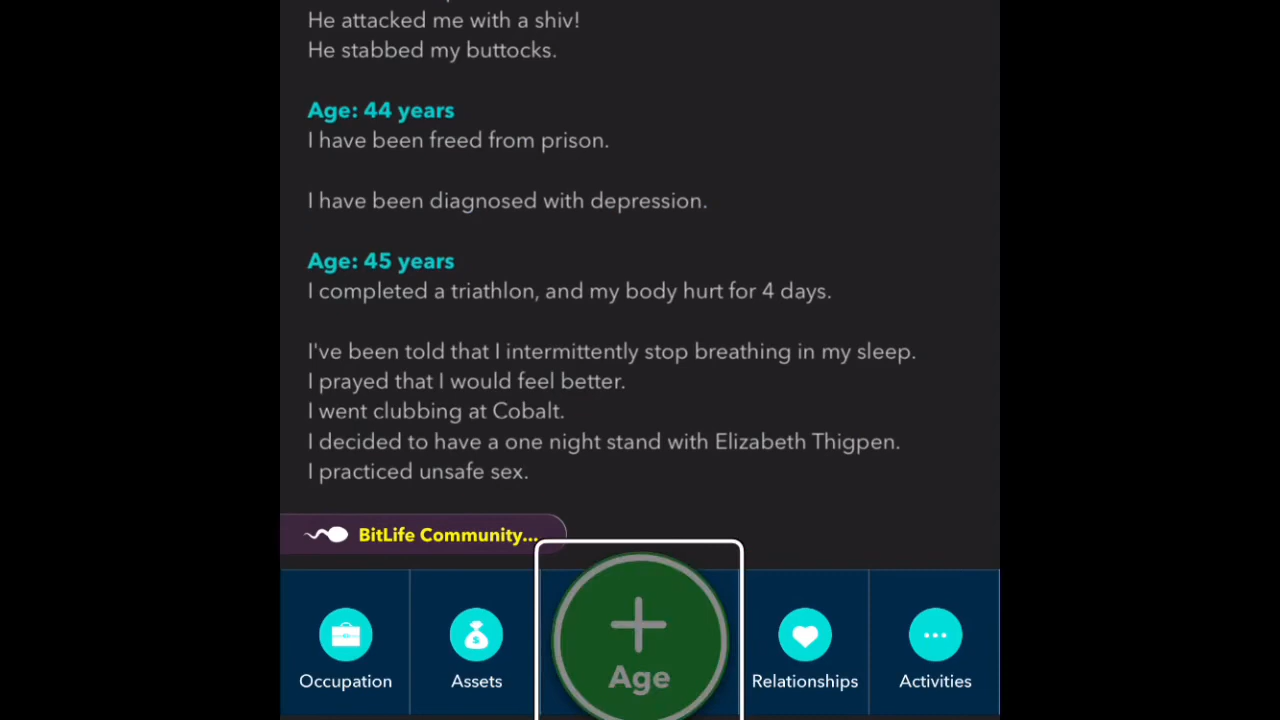 He attacked me with a shiv!
He stabbed my buttocks.
Age: 44 years
I have been freed from prison.
I have been diagnosed with depression.
Age: 45 years
I completed a triathlon, and my body hurt for 4 days.
I've been told that I intermittently stop breathing in my sleep.
I prayed that I would feel better.
I went clubbing at Cobalt.
I decided to have a one night stand with Elizabeth Thigpen.
I practiced unsafe sex.
BitLife Community...
Occupation
Assets
Age
Relationships
Activities